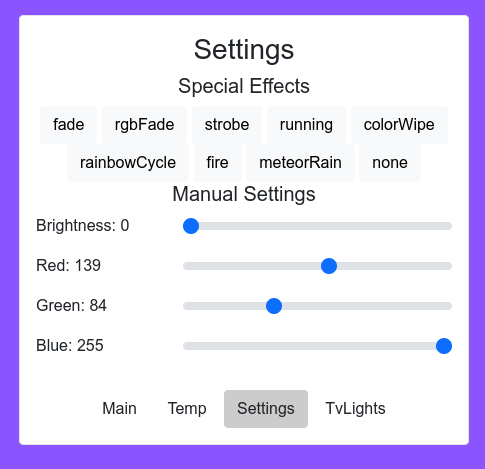 Settings
Special Effects
fade rgbFade strobe running colorWipe
rainbowCycle fire meteorRain none
Manual Settings
Brightness: 0
Red: 139
Green: 84
Blue: 255
Main Temp Settings TvLights